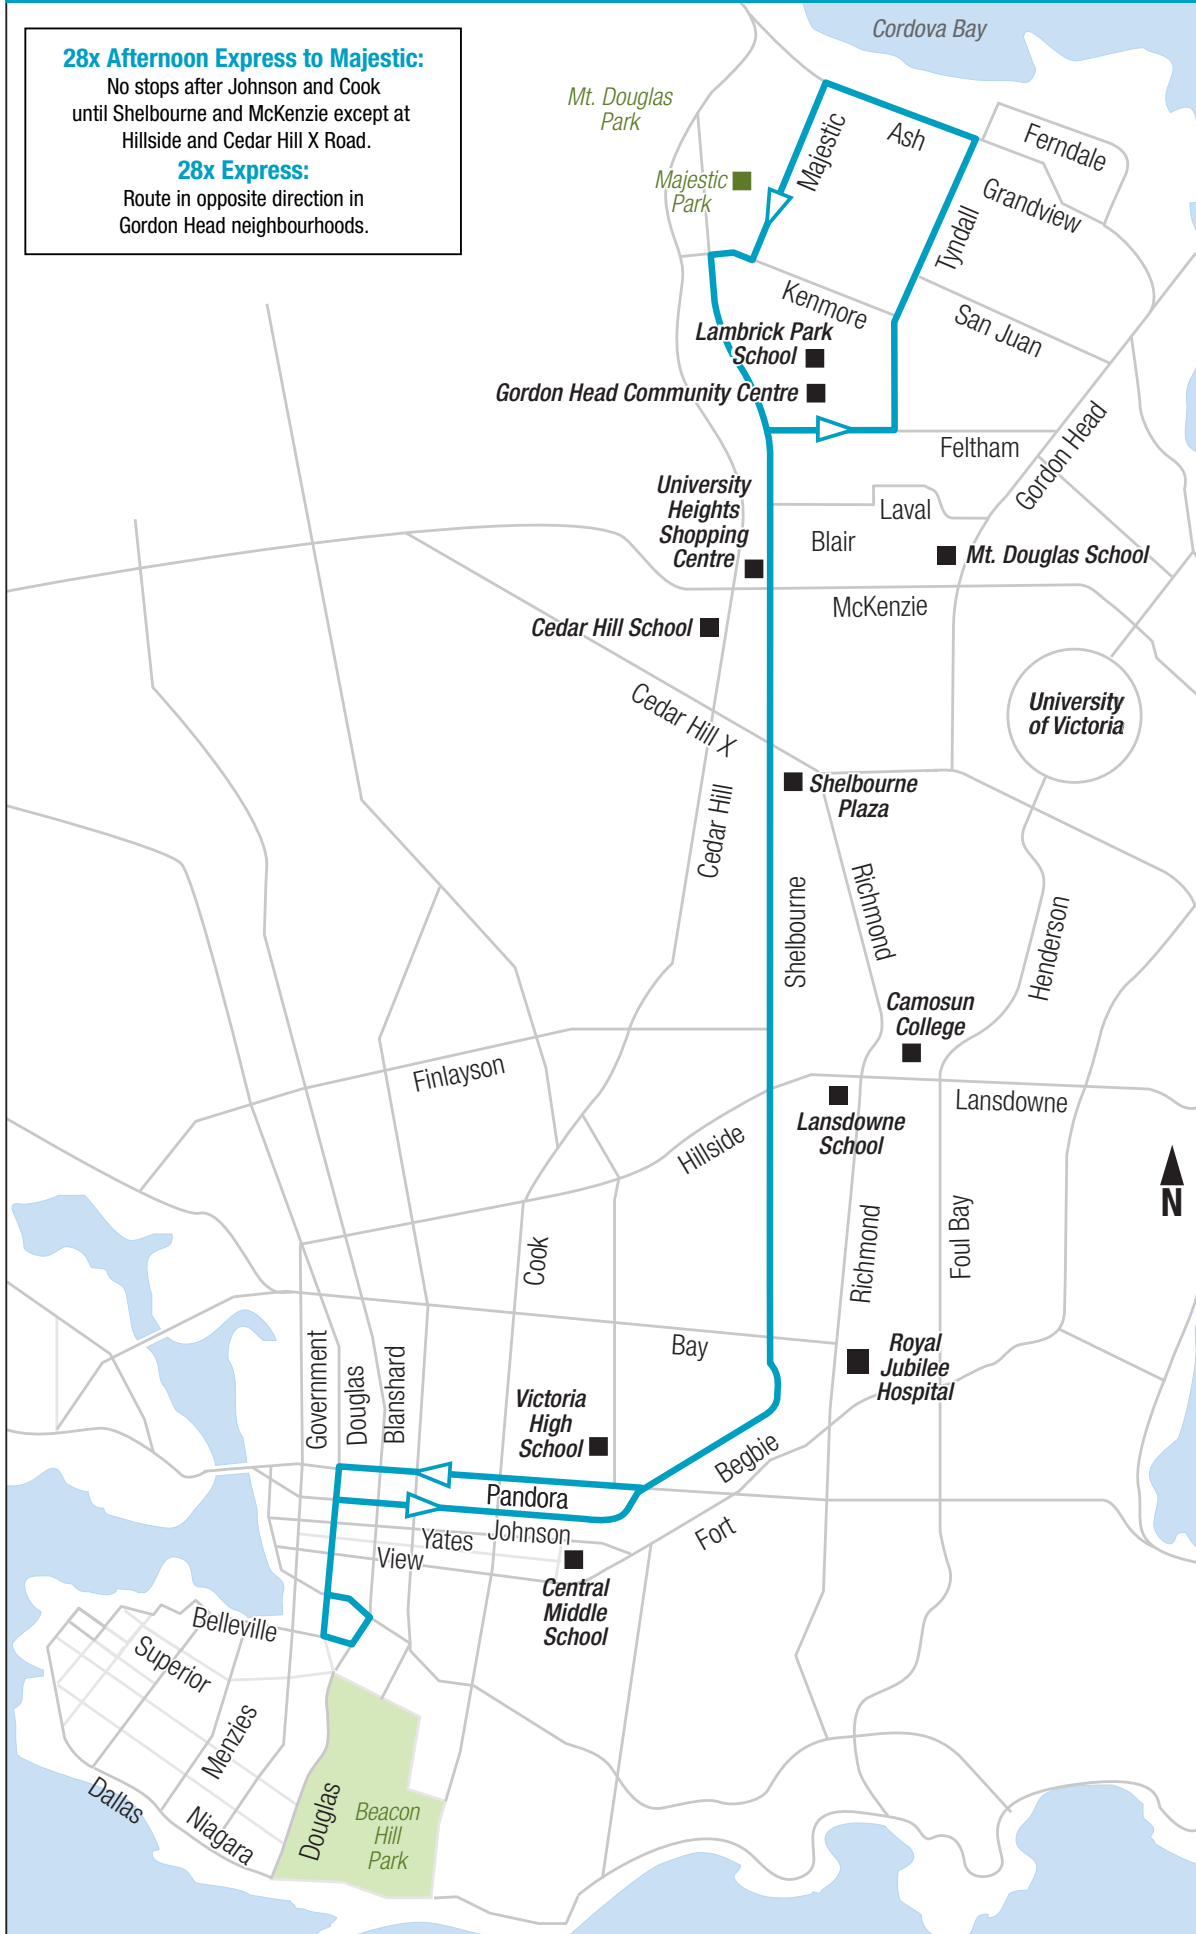 28x Afternoon Express to Majestic:
No stops after Johnson and Cook
until Shelbourne and McKenzie except at
Hillside and Cedar Hill X Road.
28x Express:
Route in opposite direction in
Gordon Head neighbourhoods.
Cordova Bay
Mt. Douglas
Park
Majestic
Park
Majestic
Ash
Ferndale
Grandview
Tyndall
Kenmore
San Juan
Lambrick Park
School
Gordon Head Community Centre
Feltham
Gordon Head
University
Heights
Shopping
Centre
Laval
Blair
Mt. Douglas School
McKenzie
Cedar Hill School
University
of Victoria
Cedar Hill X
Shelbourne
Plaza
Cedar Hill
Shelbourne
Richmond
Henderson
Camosun
College
Finlayson
Lansdowne
Lansdowne
School
Hillside
N
Cook
Richmond
Foul Bay
Bay
Royal
Jubilee
Hospital
Government
Douglas
Blanshard
Victoria
High
School
Begbie
Pandora
Johnson
Yates
View
Fort
Central
Middle
School
Belleville
Superior
Menzies
Dallas
Niagara
Douglas
Beacon
Hill
Park